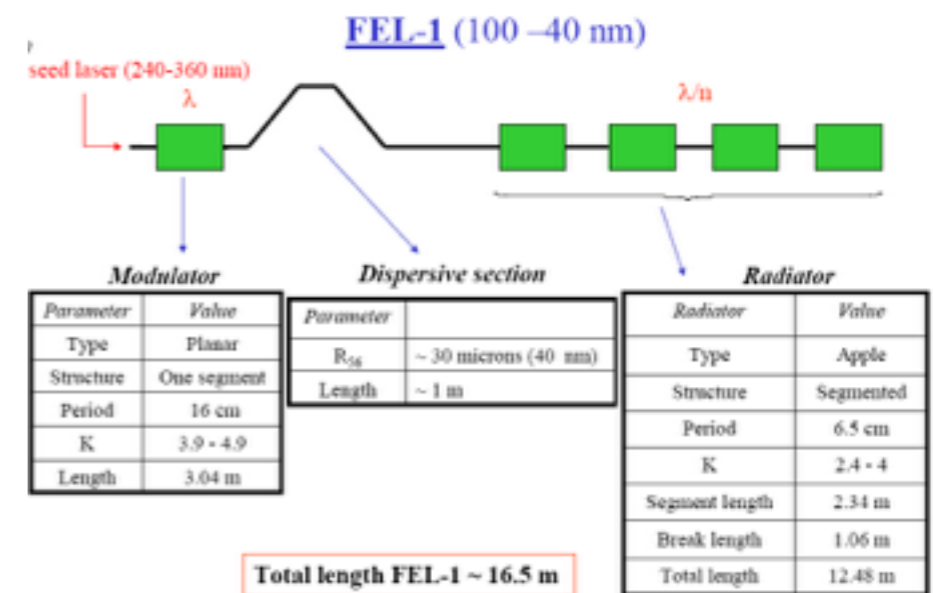 FEL-1 (100 –40 nm)
seed laser (240-360 nm)
λ
λ/n
Modulator
Parameter Value
Type Planar
Structure One segment
Period 16 cm
K 3.9 - 4.9
Length 3.04 m
Dispersive section
Parameter
R56 ~ 30 microns (40 nm)
Length ~ 1 m
Radiator
Radiator Value
Type Apple
Structure Segmented
Period 6.5 cm
K 2.4 - 4
Segment length 2.34 m
Break length 1.06 m
Total length 12.48 m
Total length FEL-1 ~ 16.5 m